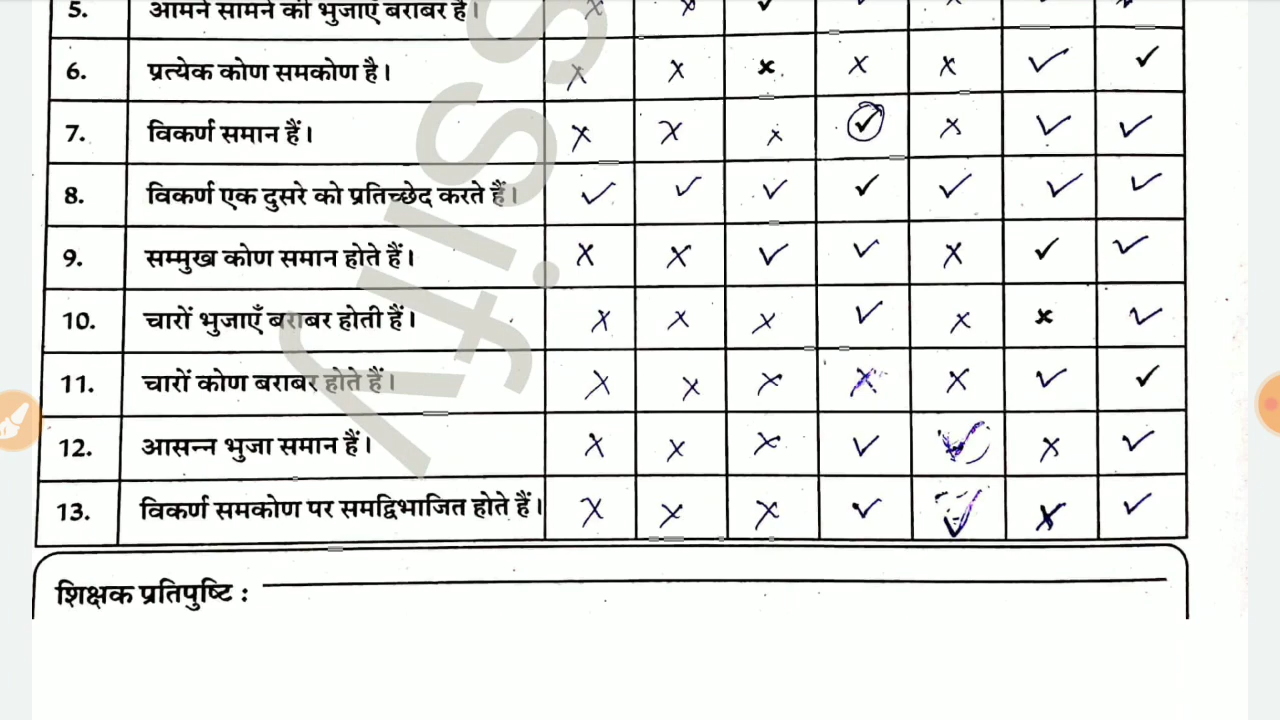 5. आमने सामने की भुजाएँ बराबर है। x x ✓
6. प्रत्येक कोण समकोण है। x x x x x ✓ ✓
7. विकर्ण समान हैं। x x x ✓ x ✓ ✓
8. विकर्ण एक दुसरे को प्रतिच्छेद करते हैं। ✓ ✓ ✓ ✓ ✓ ✓ ✓
9. सम्मुख कोण समान होते हैं। x x ✓ ✓ x ✓ ✓
10. चारों भुजाएँ बराबर होती हैं। x x x ✓ x x ✓
11. चारों कोण बराबर होते हैं। x x x x x ✓ ✓
12. आसन्न भुजा समान हैं। x x x ✓ ✓ x ✓
13. विकर्ण समकोण पर समद्विभाजित होते हैं। x x x ✓ ✓ x ✓
शिक्षक प्रतिपुष्टि :